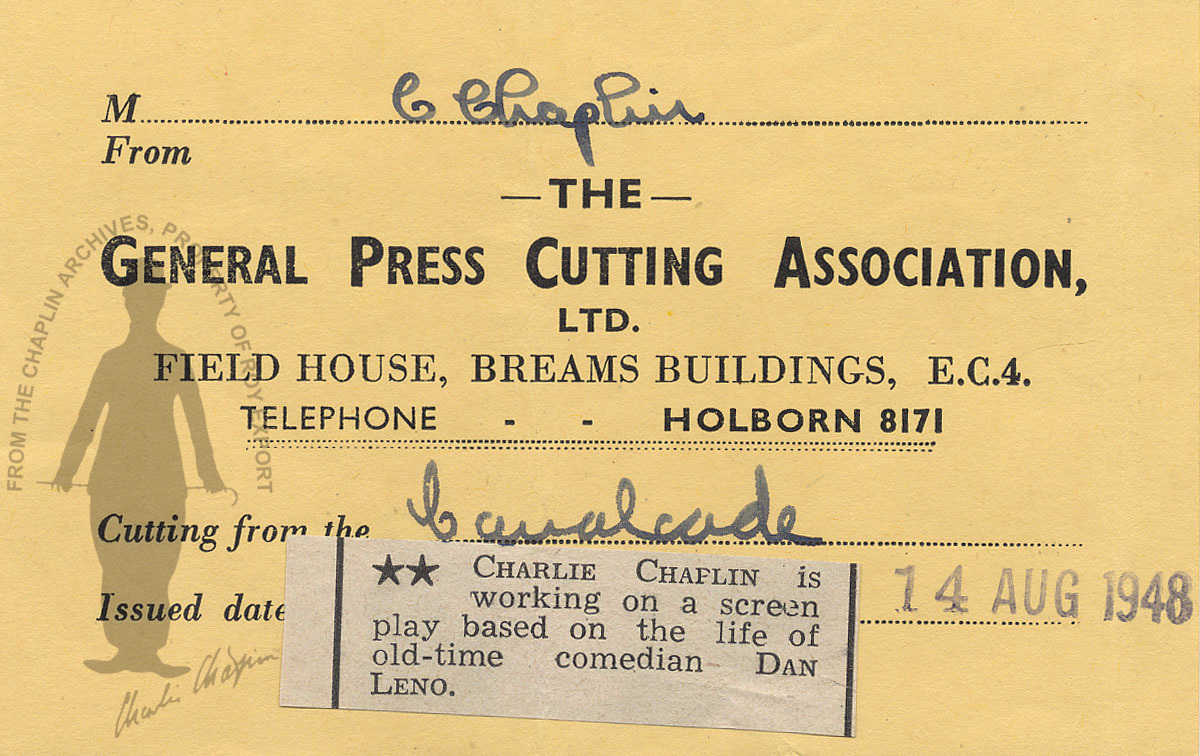 M C Chaplin
From
— THE —
GENERAL PRESS CUTTING ASSOCIATION,
LTD.
FIELD HOUSE, BREAMS BUILDINGS, E.C.4.
TELEPHONE - - HOLBORN 8171
Cutting from the Cavalcade
Issued date 14 AUG 1948
★★ CHARLIE CHAPLIN is
working on a screen
play based on the life of
old-time comedian DAN
LENO.
FROM THE CHAPLIN ARCHIVES, PROPERTY OF ROY EXPORT
Charlie Chaplin